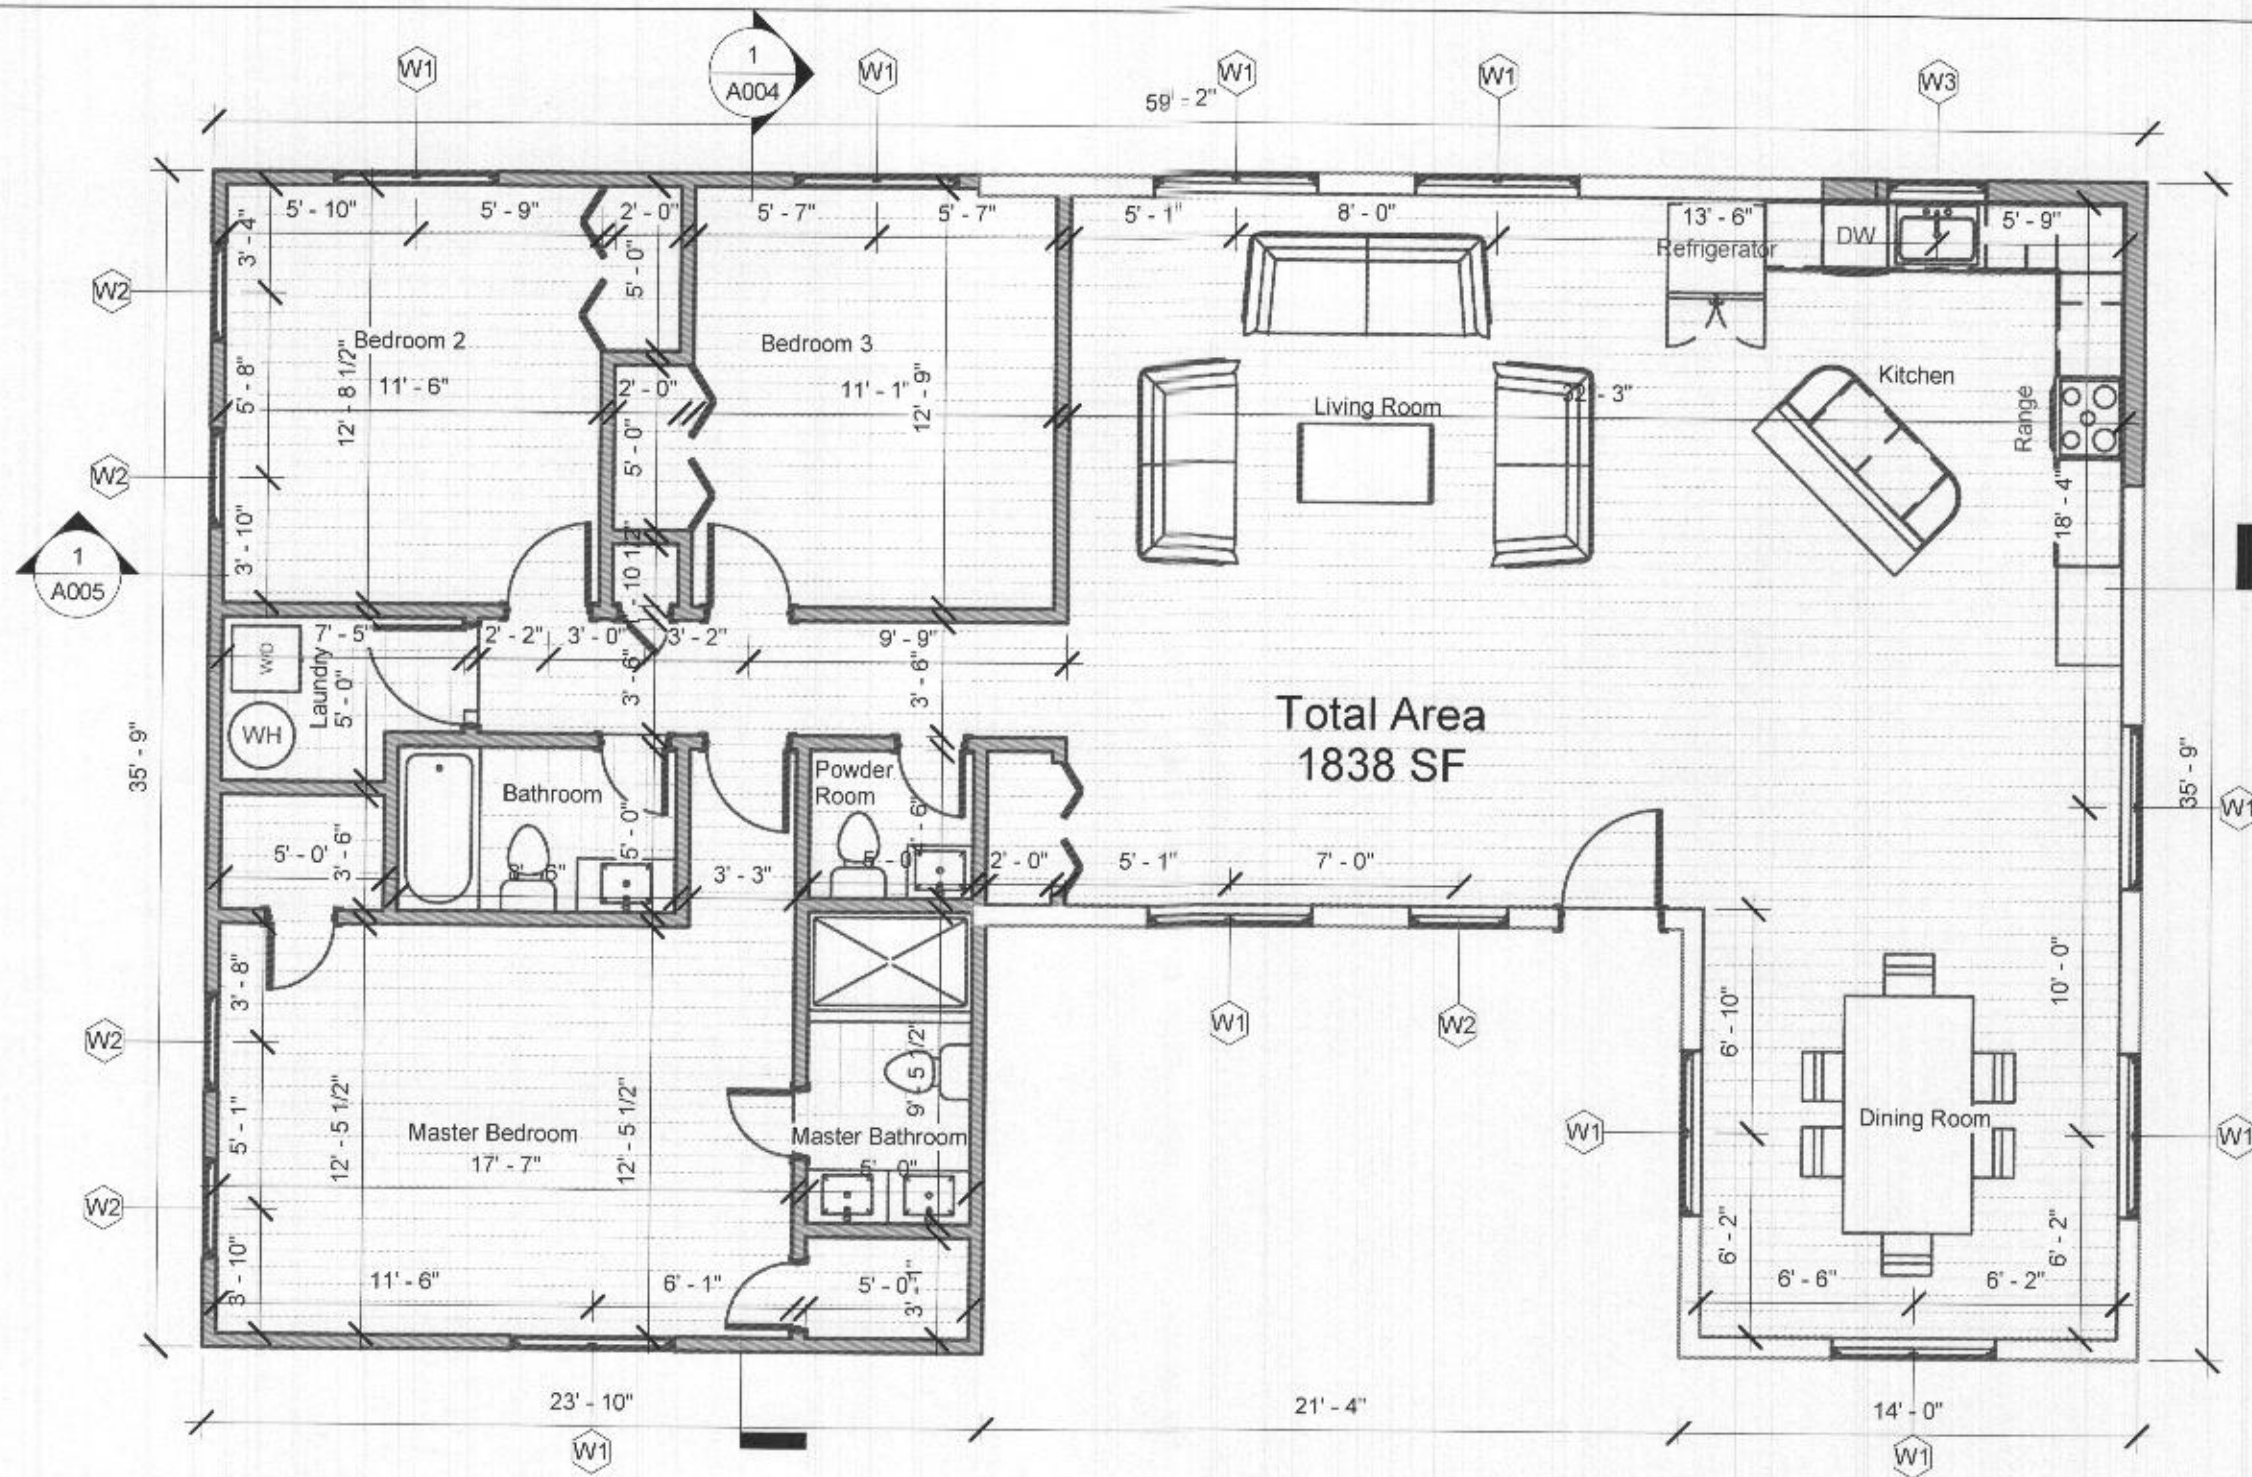 W1
1
A004
W1
W1
W1
W3
59' - 2"
5' - 10"
5' - 9"
2' - 0"
5' - 7"
5' - 7"
5' - 1"
8' - 0"
13' - 6"
DW
5' - 9"
3' - 4"
5' - 0"
Refrigerator
W2
Bedroom 2
Bedroom 3
12' - 8 1/2"
11' - 6"
2' - 0"
11' - 1"
12' - 9"
Living Room
Kitchen
Range
5' - 8"
5' - 0"
W2
18' - 4"
3' - 10"
1
A005
7' - 5"
2' - 2"
3' - 0"
3' - 2"
9' - 9"
W/D
Laundry
5' - 0"
3' - 6"
3' - 6"
WH
Total Area
1838 SF
35' - 9"
35' - 9"
Bathroom
Powder
Room
W1
5' - 0'
3' - 6"
5' - 0"
3' - 3"
2' - 0"
5' - 1"
7' - 0"
3' - 8"
10' - 0"
6' - 10"
W2
9' - 5 1/2"
W1
W2
5' - 1"
12' - 5 1/2"
12' - 5 1/2"
Master Bedroom
17' - 7"
Master Bathroom
5' - 0"
W1
Dining Room
W1
W2
3' - 10"
11' - 6"
6' - 1"
5' - 0"
3' - 1"
6' - 2"
6' - 6"
6' - 2"
6' - 2"
23' - 10"
21' - 4"
14' - 0"
W1
W1